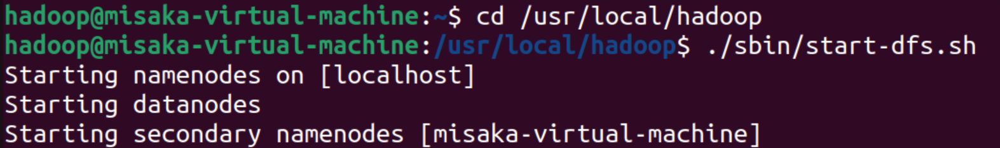 hadoop@misaka-virtual-machine:~$ cd /usr/local/hadoop
hadoop@misaka-virtual-machine:/usr/local/hadoop$ ./sbin/start-dfs.sh
Starting namenodes on [localhost]
Starting datanodes
Starting secondary namenodes [misaka-virtual-machine]